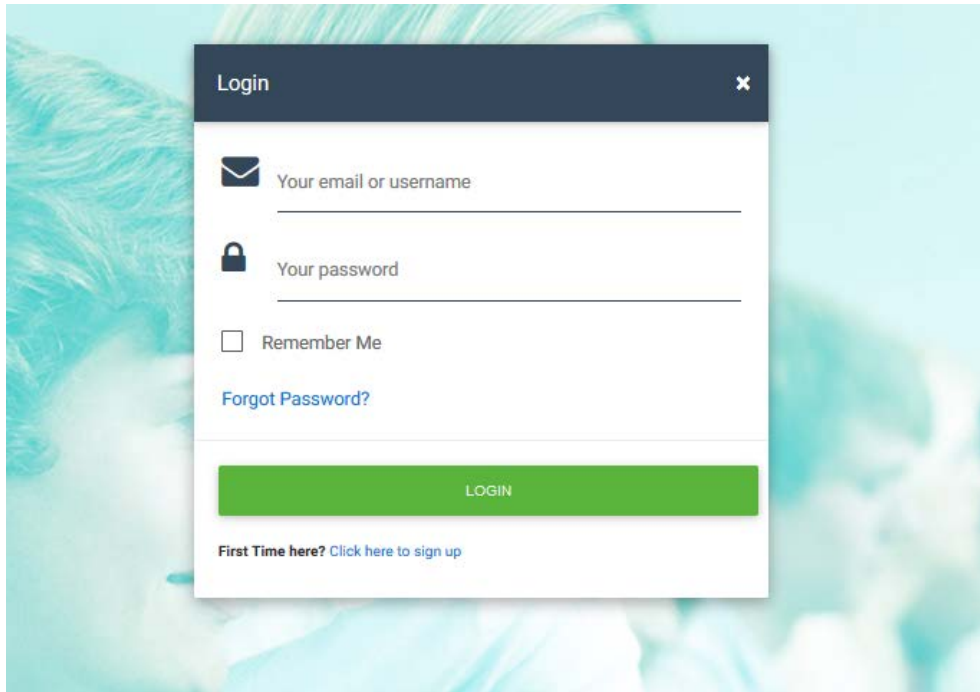 Login
Your email or username
Your password
Remember Me
Forgot Password?
LOGIN
First Time here? Click here to sign up